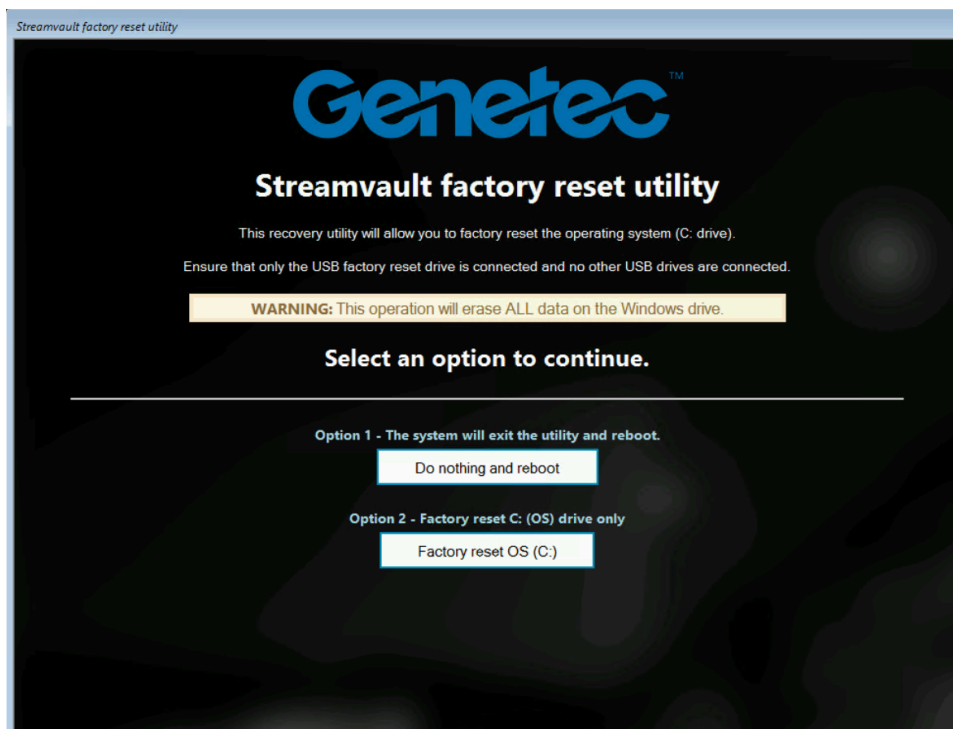 Streamvault factory reset utility
Genetec™
Streamvault factory reset utility
This recovery utility will allow you to factory reset the operating system (C: drive).
Ensure that only the USB factory reset drive is connected and no other USB drives are connected.
WARNING: This operation will erase ALL data on the Windows drive.
Select an option to continue.
Option 1 - The system will exit the utility and reboot.
Do nothing and reboot
Option 2 - Factory reset C: (OS) drive only
Factory reset OS (C:)